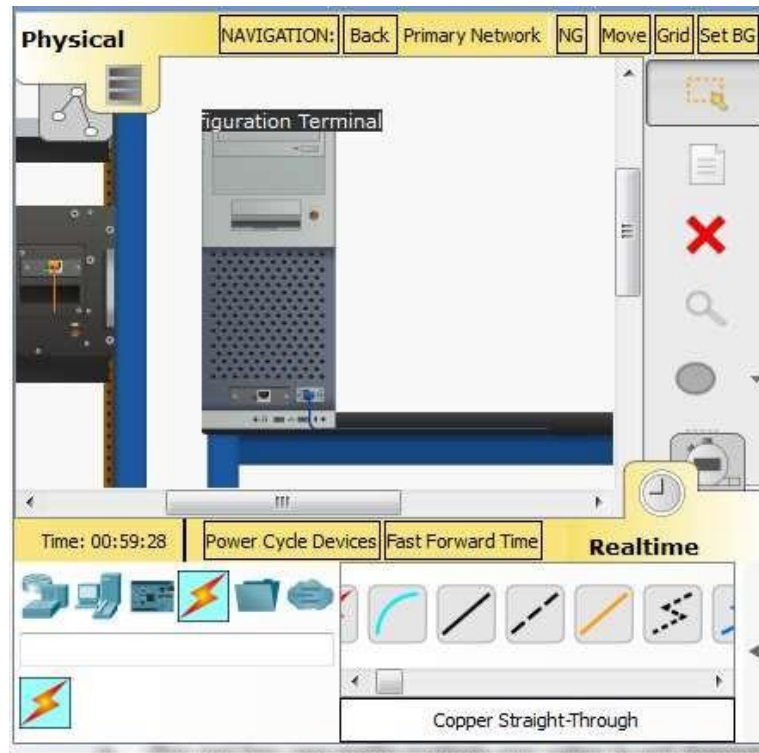 Physical
NAVIGATION: Back Primary Network NG Move Grid Set BG
figuration Terminal
Time: 00:59:28 Power Cycle Devices Fast Forward Time Realtime
Copper Straight-Through